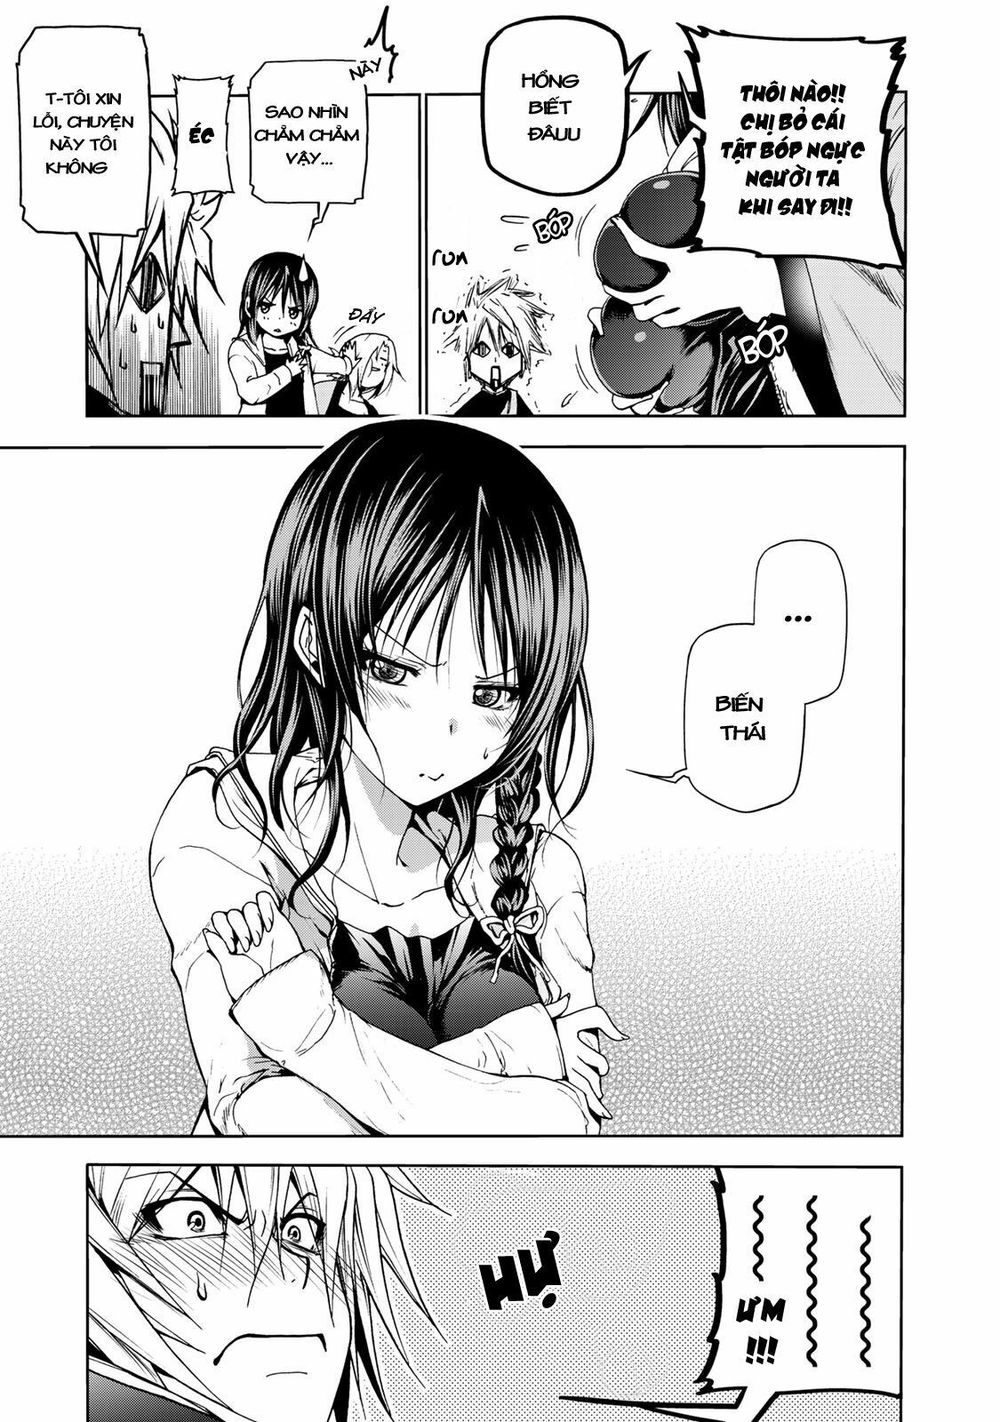 THÔI NÀO!!
CHỊ BỎ CÁI
TẬT BÓP NGỰC
NGƯỜI TA
KHI SAY ĐI!!
HỔNG
BIẾT
ĐÂUU
BÓP
BÓP
run
run
NÀY
SAO NHÌN
CHẰM CHẰM
VẬY...
ĐẨY
ÉC
T-TÔI XIN
LỖI, CHUYỆN
NÀY TÔI
KHÔNG
...
BIẾN
THÁI
ƯM
!!!
HỰ